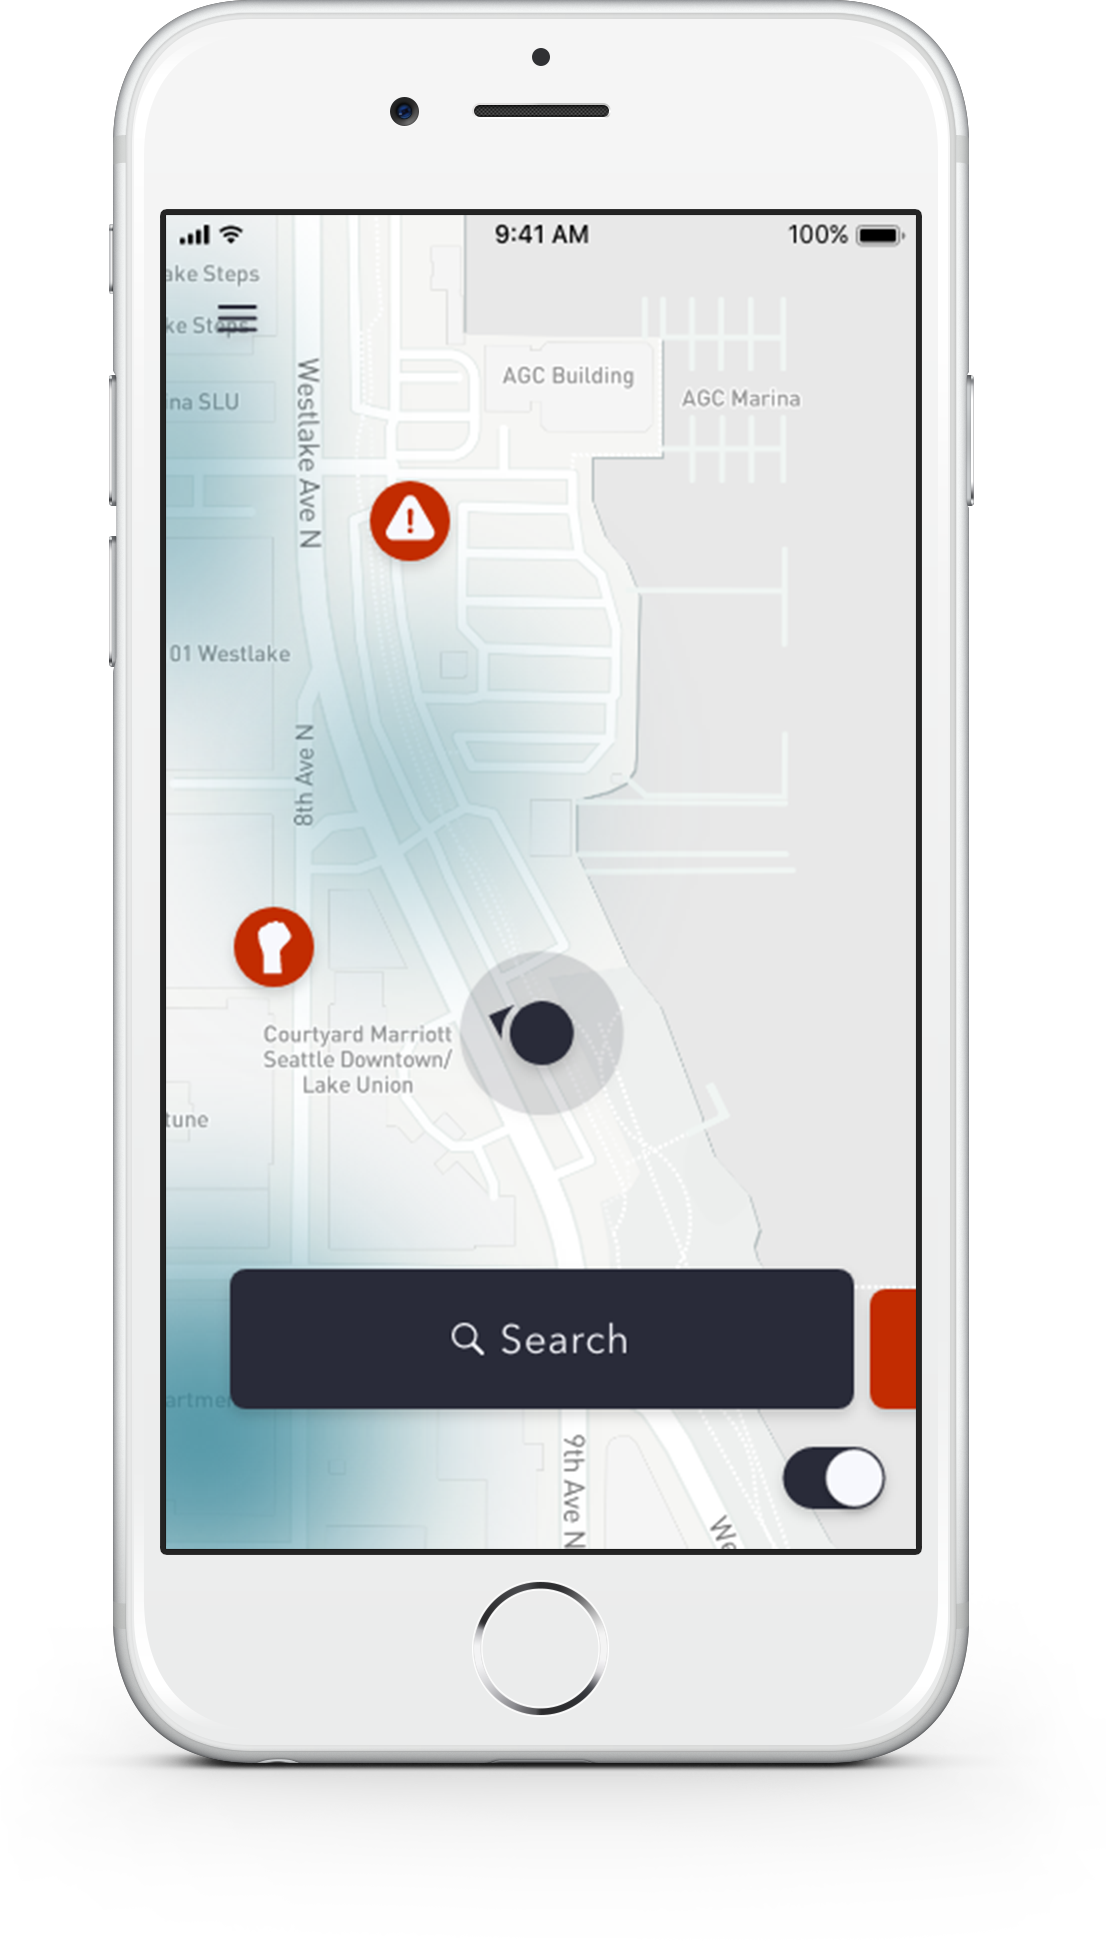 9:41 AM
100%
ake Steps
ke Steps
AGC Building
AGC Marina
na SLU
Westlake Ave N
01 Westlake
8th Ave N
Courtyard Marriott
Seattle Downtown/
Lake Union
tune
Search
artmen
9th Ave N
We